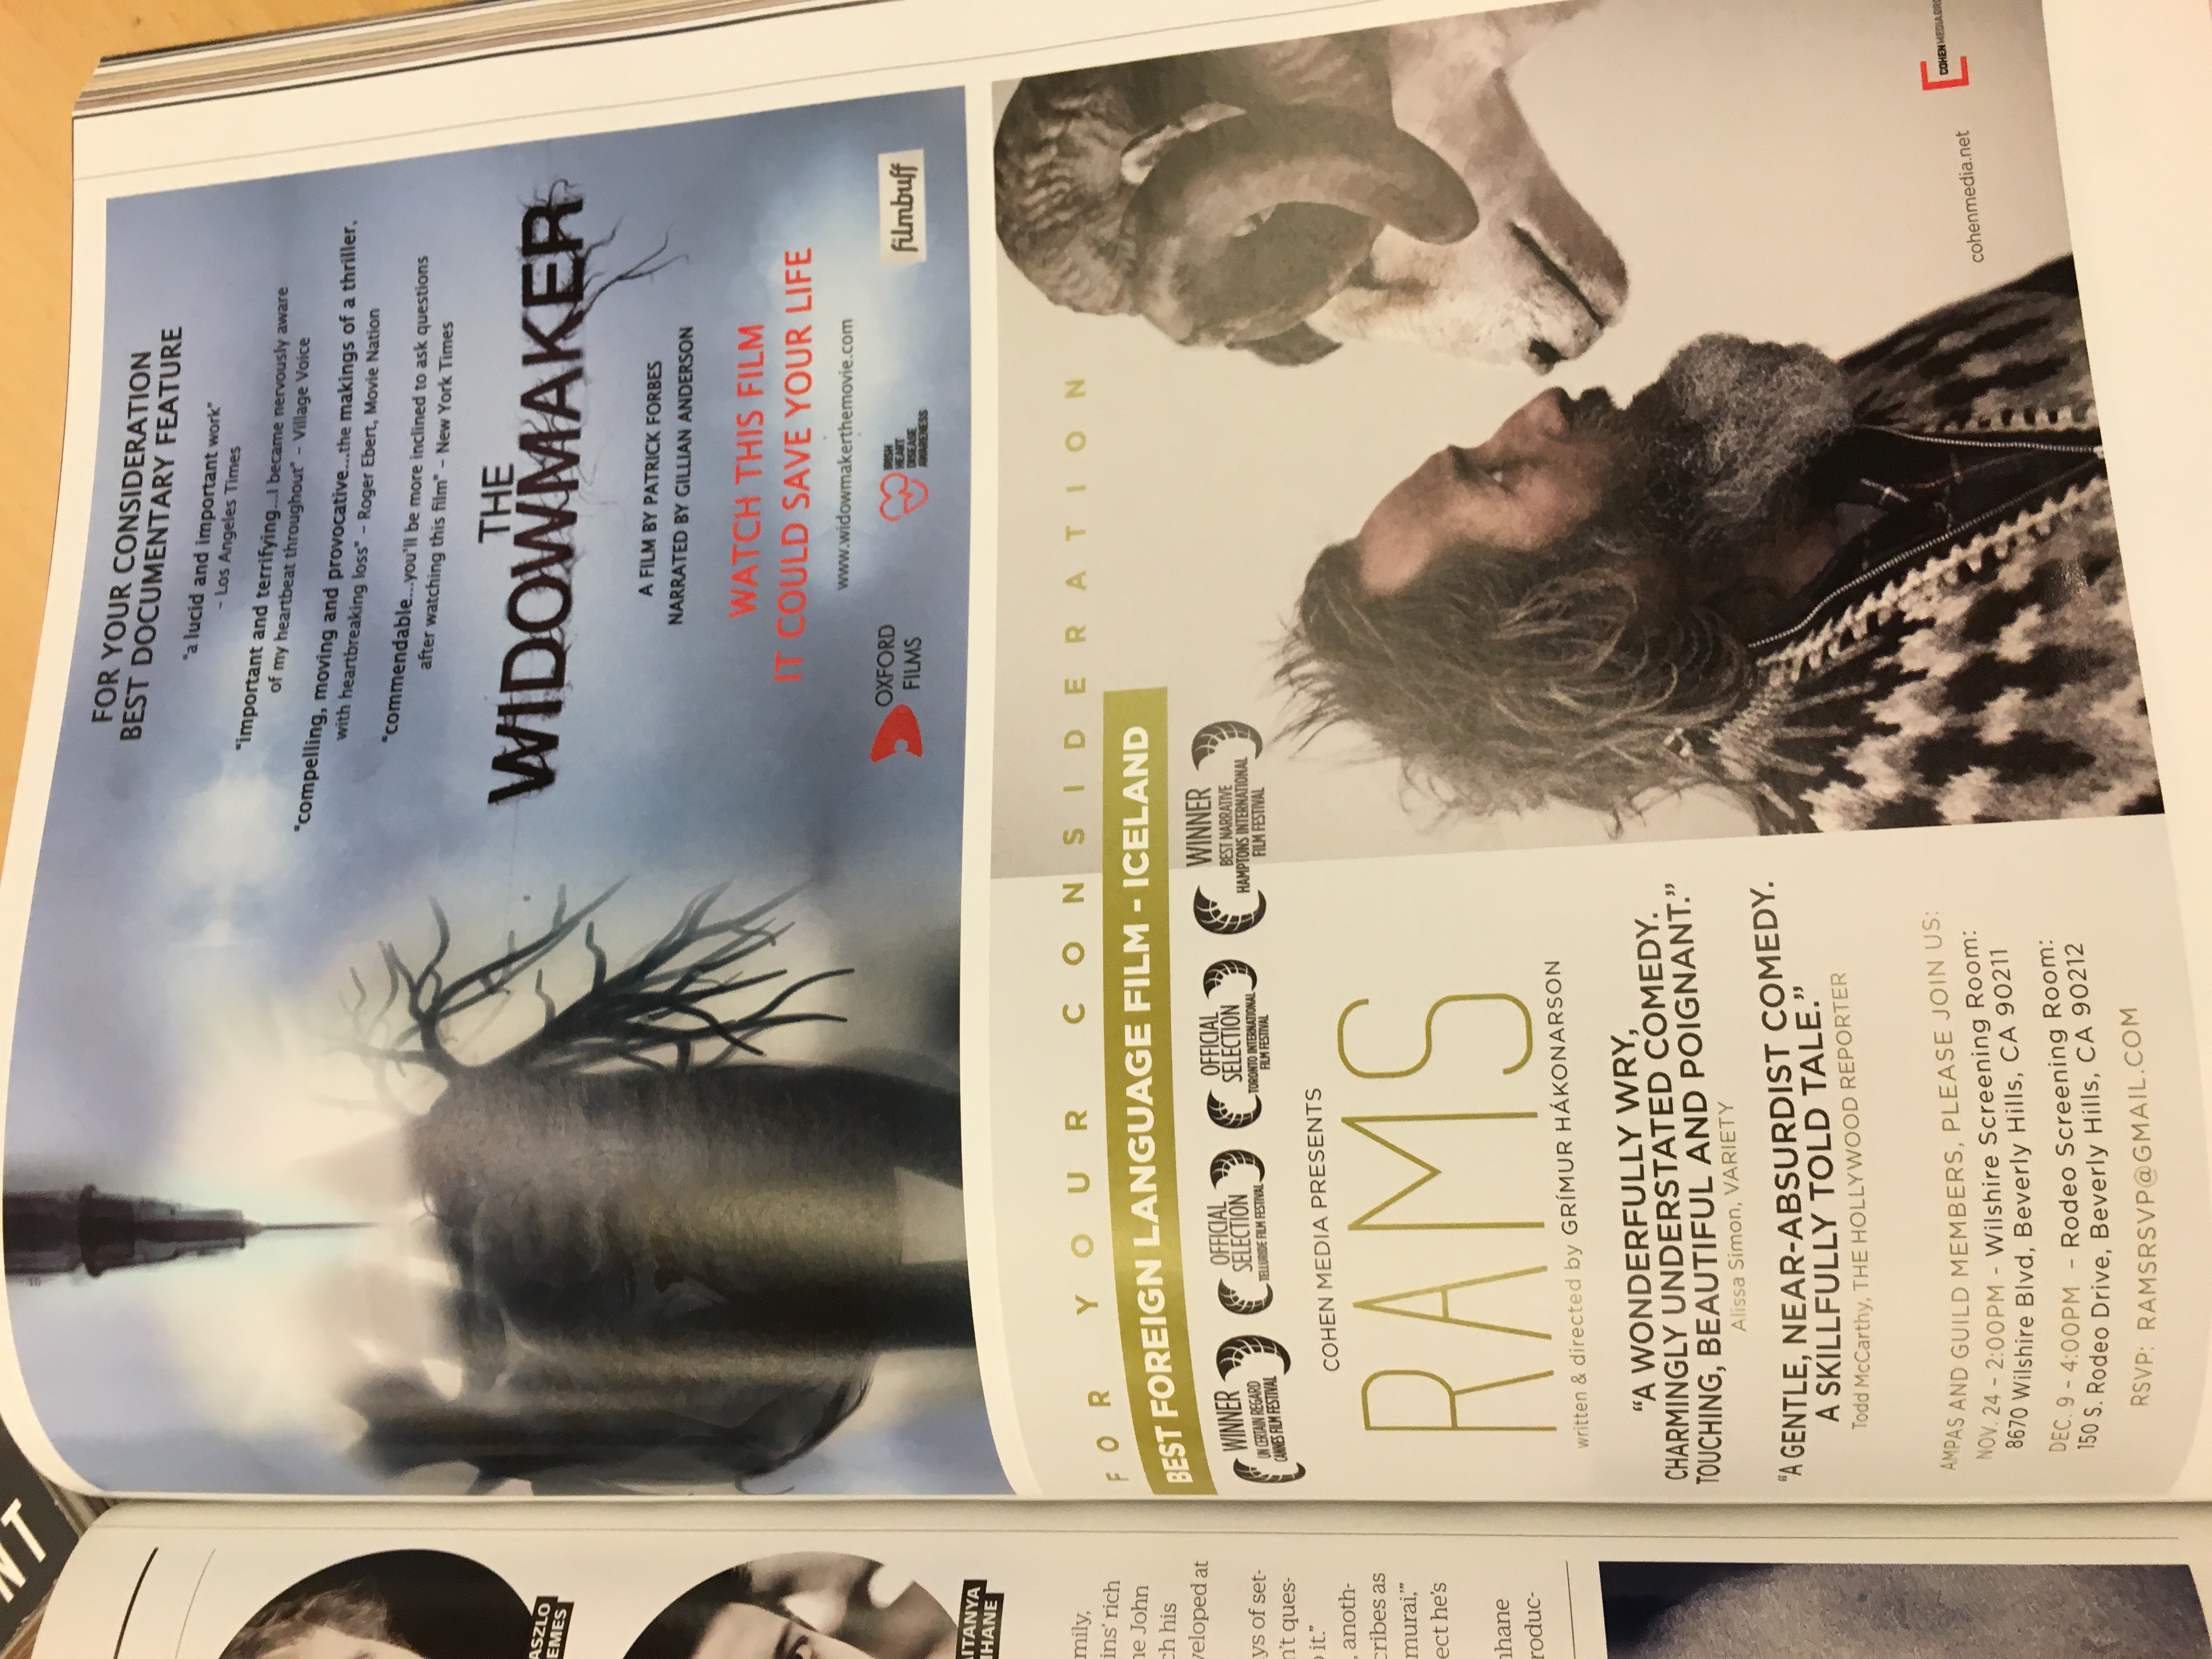 NT
ASZLO
EMES
AITANYA
HANE
mily,
ins' rich
ne John
ch his
veloped at
ys of set-
n't ques-
it."
, anoth-
cribes as
murai,'"
ect he's
nhane
roduc-
FOR YOUR CONSIDERATION
BEST DOCUMENTARY FEATURE
"a lucid and important work"
- Los Angeles Times
"important and terrifying...I became nervously aware
of my heartbeat throughout" - Village Voice
"compelling, moving and provocative...the makings of a thriller,
with heartbreaking loss" - Roger Ebert, Movie Nation
"commendable...you'll be more inclined to ask questions
after watching this film" - New York Times
THE
WIDOWMAKER
A FILM BY PATRICK FORBES
NARRATED BY GILLIAN ANDERSON
WATCH THIS FILM
IT COULD SAVE YOUR LIFE
www.widowmakerthemovie.com
OXFORD
FILMS
IRISH
HEART
DISEASE
AWARENESS
filmbuff
FOR YOUR CONSIDERATION
BEST FOREIGN LANGUAGE FILM - ICELAND
WINNER
UN CERTAIN REGARD
CANNES FILM FESTIVAL
OFFICIAL
SELECTION
TELLURIDE FILM FESTIVAL
OFFICIAL
SELECTION
TORONTO INTERNATIONAL
FILM FESTIVAL
WINNER
BEST NARRATIVE
HAMPTONS INTERNATIONAL
FILM FESTIVAL
COHEN MEDIA PRESENTS
RAMS
written & directed by GRÍMUR HÁKONARSON
"A WONDERFULLY WRY,
CHARMINGLY UNDERSTATED COMEDY.
TOUCHING, BEAUTIFUL AND POIGNANT."
Alissa Simon, VARIETY
"A GENTLE, NEAR-ABSURDIST COMEDY.
A SKILLFULLY TOLD TALE."
Todd McCarthy, THE HOLLYWOOD REPORTER
AMPAS AND GUILD MEMBERS, PLEASE JOIN US:
NOV. 24 - 2:00PM - Wilshire Screening Room:
8670 Wilshire Blvd, Beverly Hills, CA 90211
DEC. 9 - 4:00PM - Rodeo Screening Room:
150 S. Rodeo Drive, Beverly Hills, CA 90212
RSVP: RAMSRSVP@GMAIL.COM
cohenmedia.net
COHEN MEDIA GRO